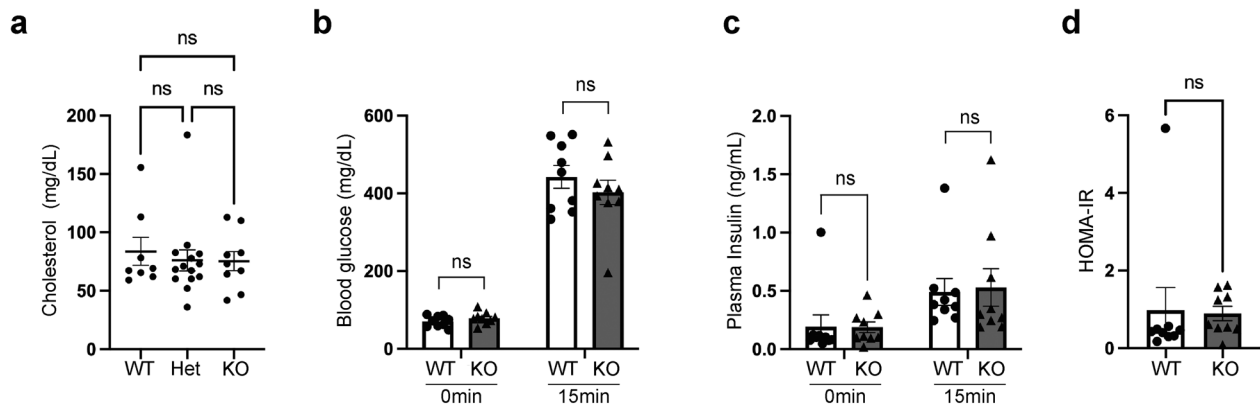 a
ns
ns
ns
Cholesterol (mg/dL)
200
150
100
50
0
WT Het KO
b
ns
ns
Blood glucose (mg/dL)
600
400
200
0
WT KO WT KO
0min 15min
c
ns
ns
Plasma Insulin (ng/mL)
2.0
1.5
1.0
0.5
0.0
WT KO WT KO
0min 15min
d
ns
HOMA-IR
6
4
2
0
WT KO